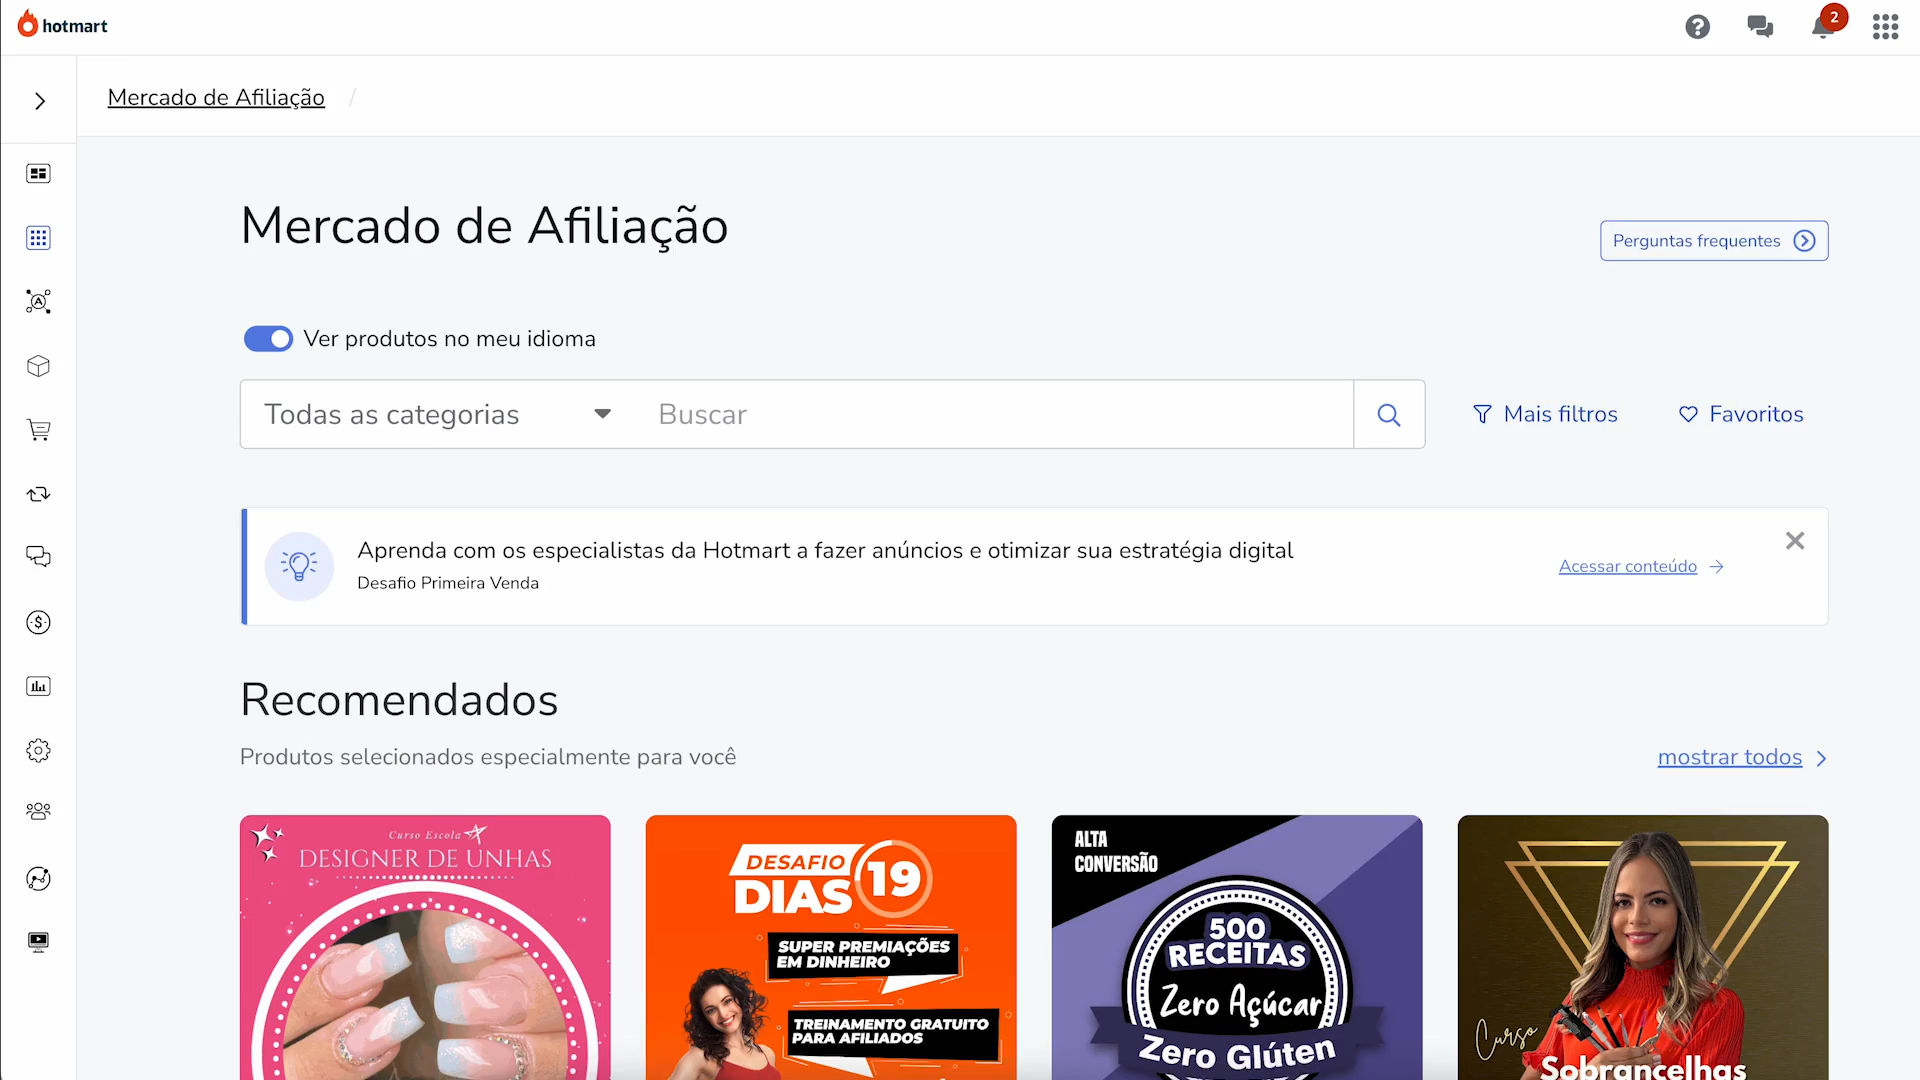 hotmart
2
Mercado de Afiliação /
Mercado de Afiliação
Perguntas frequentes
Ver produtos no meu idioma
Todas as categorias
Buscar
Mais filtros
Favoritos
Aprenda com os especialistas da Hotmart a fazer anúncios e otimizar sua estratégia digital
Desafio Primeira Venda
Acessar conteúdo
Recomendados
Produtos selecionados especialmente para você
mostrar todos
Curso Escola
DESIGNER DE UNHAS
DESAFIO
DIAS 19
SUPER PREMIAÇÕES
EM DINHEIRO
TREINAMENTO GRATUITO
PARA AFILIADOS
ALTA
CONVERSÃO
500
RECEITAS
Zero Açúcar
Zero Glúten
Curso
Sobrancelhas